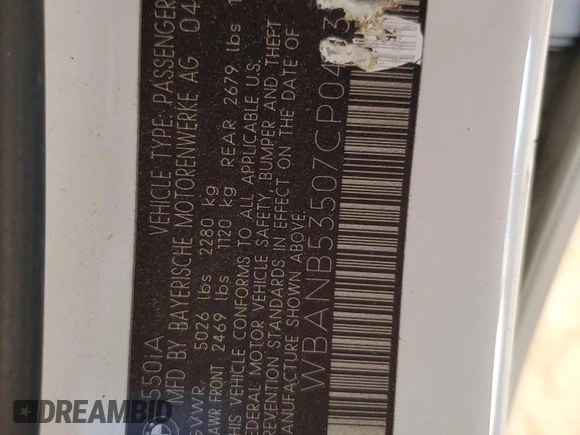 550iA VEHICLE TYPE: PASSENGER
MFD BY BAYERISCHE MOTORENWERKE AG 04
GVWR 5026 lbs 2280 kg
GAWR FRONT 2469 lbs 1120 kg REAR 2679 lbs
THIS VEHICLE CONFORMS TO ALL APPLICABLE U.S.
FEDERAL MOTOR VEHICLE SAFETY, BUMPER AND THEFT
PREVENTION STANDARDS IN EFFECT ON THE DATE OF
MANUFACTURE SHOWN ABOVE.
WBANB53507CP04
DREAMBID